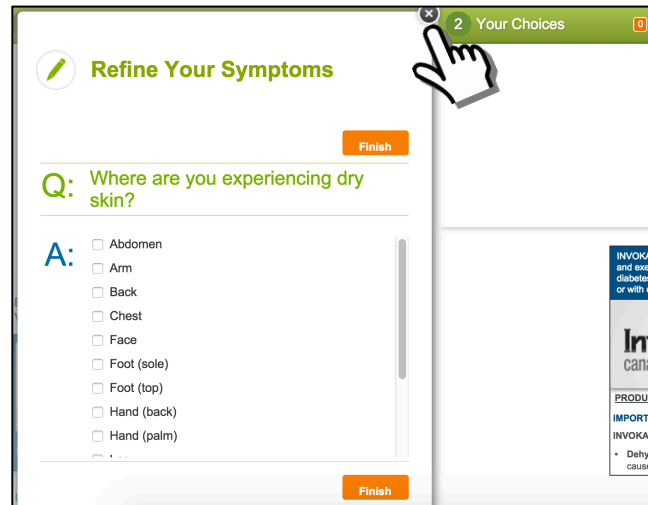 2 Your Choices
0
Refine Your Symptoms
Finish
Q: Where are you experiencing dry
skin?
A:
Abdomen
Arm
Back
Chest
Face
Foot (sole)
Foot (top)
Hand (back)
Hand (palm)
Finish
INVOKA
and exe
diabete
or with
PRODU
IMPORT
INVOKA
• Dehy
cause